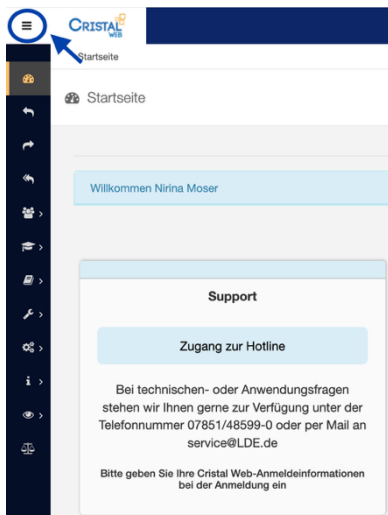 CRISTAL
WEB
Startseite
Startseite
Willkommen Nirina Moser
Support
Zugang zur Hotline
Bei technischen- oder Anwendungsfragen
stehen wir Ihnen gerne zur Verfügung unter der
Telefonnummer 07851/48599-0 oder per Mail an
service@LDE.de
Bitte geben Sie Ihre Cristal Web-Anmeldeinformationen
bei der Anmeldung ein